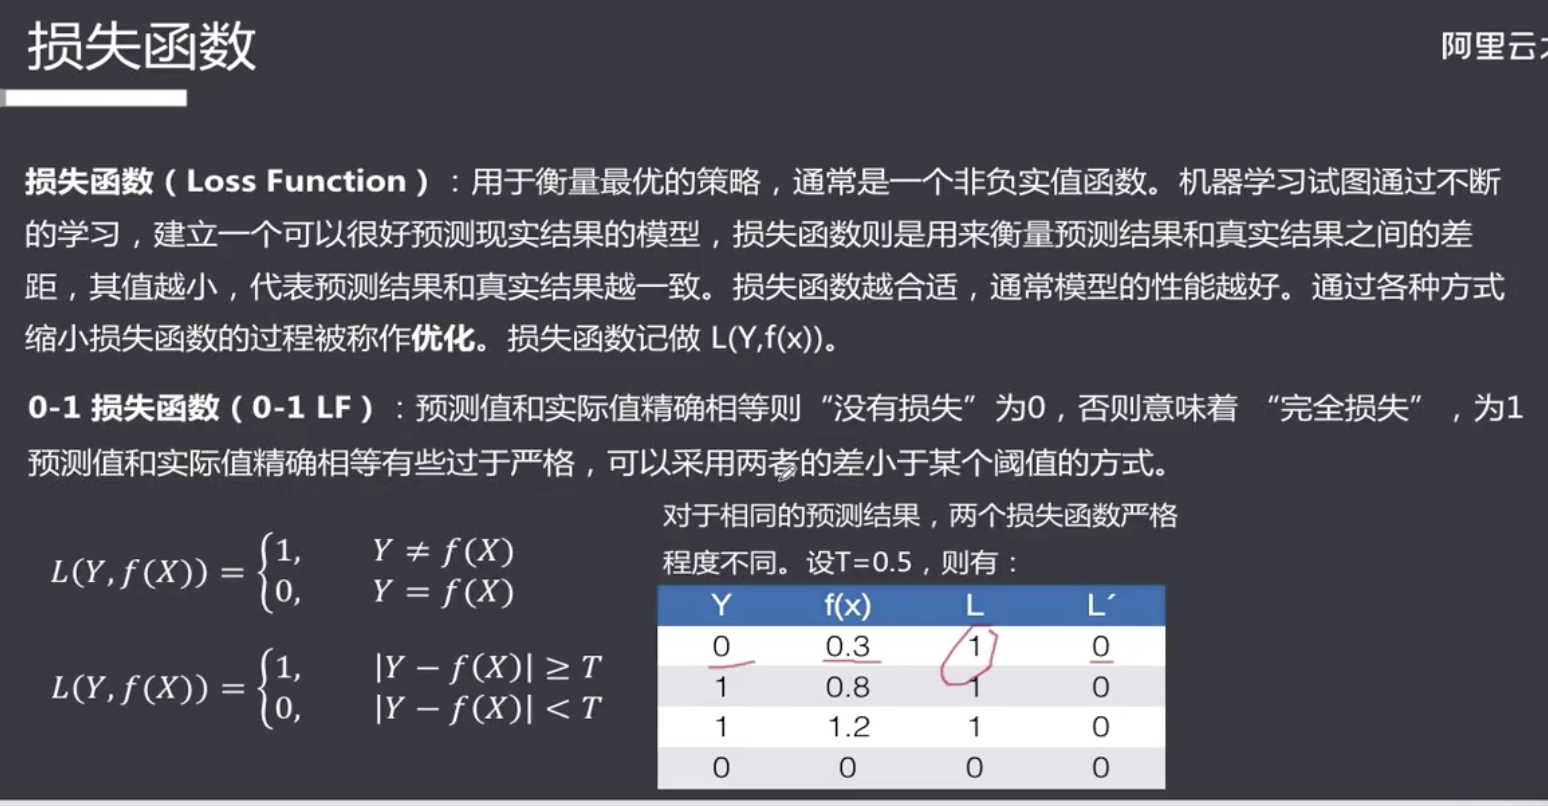 损失函数
阿里云
损失函数（Loss Function）：用于衡量最优的策略，通常是一个非负实值函数。机器学习试图通过不断
的学习，建立一个可以很好预测现实结果的模型，损失函数则是用来衡量预测结果和真实结果之间的差
距，其值越小，代表预测结果和真实结果越一致。损失函数越合适，通常模型的性能越好。通过各种方式
缩小损失函数的过程被称作优化。损失函数记做 L(Y,f(x))。
0-1 损失函数（0-1 LF）：预测值和实际值精确相等则“没有损失”为0，否则意味着 “完全损失” ，为1
预测值和实际值精确相等有些过于严格，可以采用两者的差小于某个阈值的方式。
L(Y, f(X)) = {1, Y ≠ f(X)
0, Y = f(X)
L(Y, f(X)) = {1, |Y − f(X)| ≥ T
0, |Y − f(X)| < T
对于相同的预测结果，两个损失函数严格
程度不同。设T=0.5，则有：
Y f(x) L L´
0 0.3 1 0
1 0.8 1 0
1 1.2 1 0
0 0 0 0